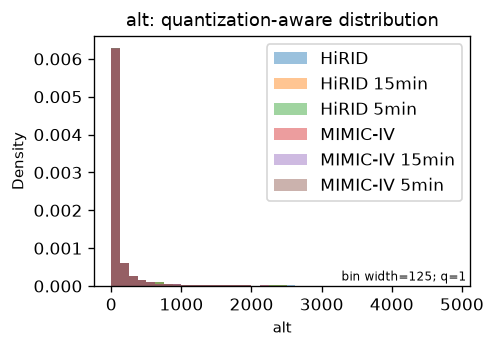 alt: quantization-aware distribution
Density
0.006
0.005
0.004
0.003
0.002
0.001
0.000
HiRID
HiRID 15min
HiRID 5min
MIMIC-IV
MIMIC-IV 15min
MIMIC-IV 5min
bin width=125; q=1
0 1000 2000 3000 4000 5000
alt